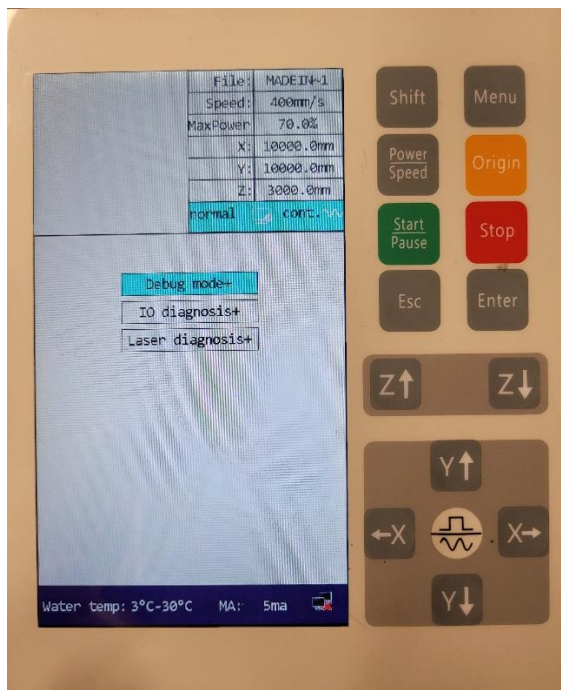 File: MADEIN~1
Speed: 400mm/s
MaxPower 70.0%
X: 10000.0mm
Y: 10000.0mm
Z: 3000.0mm
normal cont.
Debug mode+
IO diagnosis+
Laser diagnosis+
Water temp: 3°C-30°C MA: 5ma
Shift Menu
Power
Speed
Origin
Start
Pause
Stop
Esc Enter
Z↑ Z↓
Y↑
←X X→
Y↓